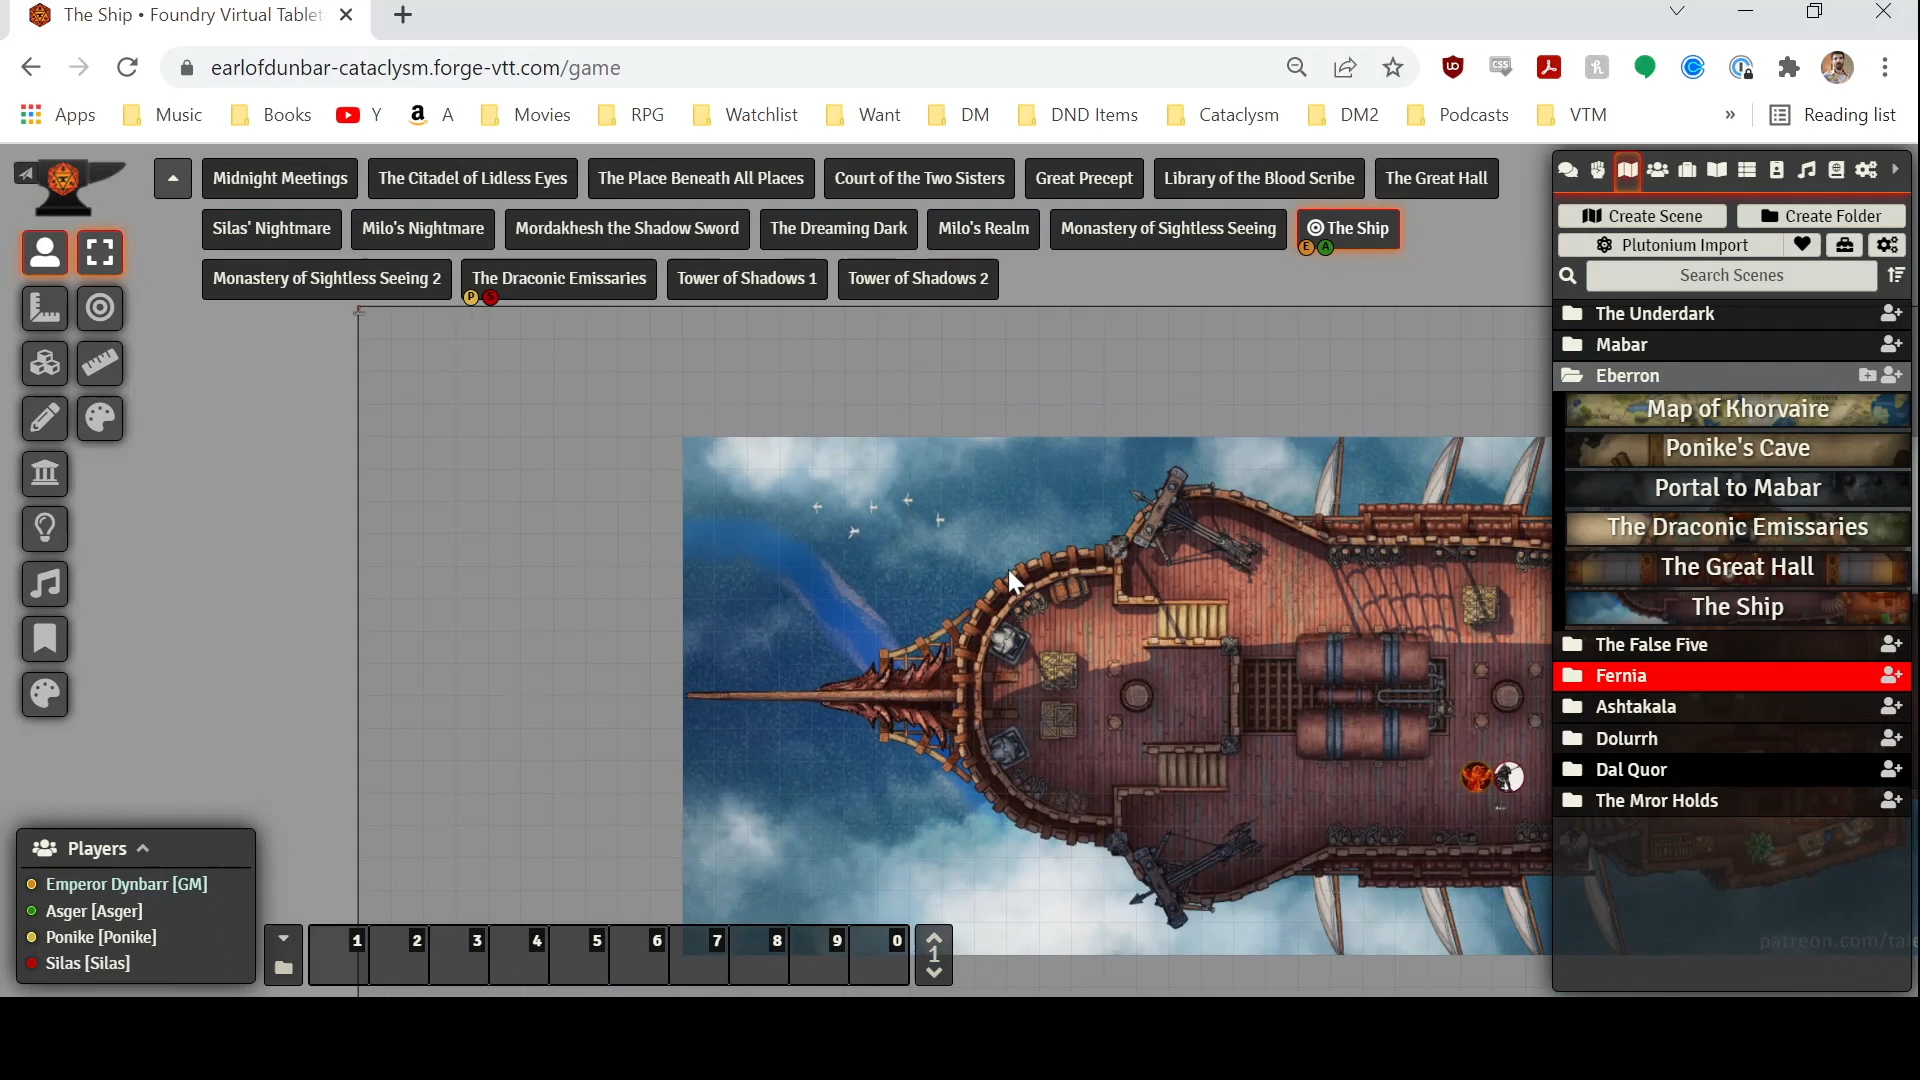 The Ship • Foundry Virtual Tablet
earlofdunbar-cataclysm.forge-vtt.com/game
Apps Music Books Y A Movies RPG Watchlist Want DM DND Items Cataclysm DM2 Podcasts VTM » Reading list
Midnight Meetings The Citadel of Lidless Eyes The Place Beneath All Places Court of the Two Sisters Great Precept Library of the Blood Scribe The Great Hall
Silas' Nightmare Milo's Nightmare Mordakhesh the Shadow Sword The Dreaming Dark Milo's Realm Monastery of Sightless Seeing The Ship
E A
Monastery of Sightless Seeing 2 The Draconic Emissaries Tower of Shadows 1 Tower of Shadows 2
P S
Create Scene Create Folder
Plutonium Import
Search Scenes
The Underdark
Mabar
Eberron
Map of Khorvaire
Ponike's Cave
Portal to Mabar
The Draconic Emissaries
The Great Hall
The Ship
The False Five
Fernia
Ashtakala
Dolurrh
Dal Quor
The Mror Holds
patreon.com/tale
Players
Emperor Dynbarr [GM]
Asger [Asger]
Ponike [Ponike]
Silas [Silas]
1 2 3 4 5 6 7 8 9 0
1